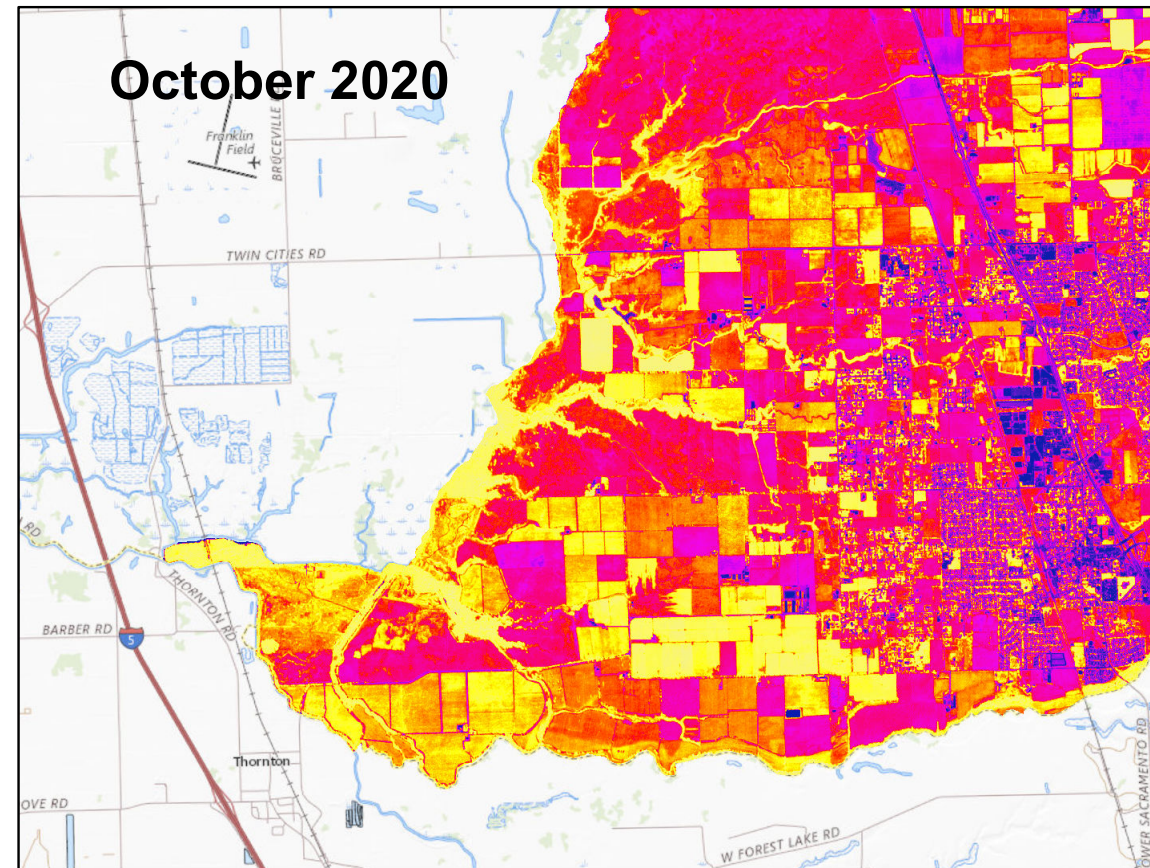 October 2020
Franklin
Field
BRUCEVILLE
TWIN CITIES RD
RD
THORNTON RD
BARBER RD
5
Thornton
OVE RD
W FOREST LAKE RD
OWER SACRAMENTO RD